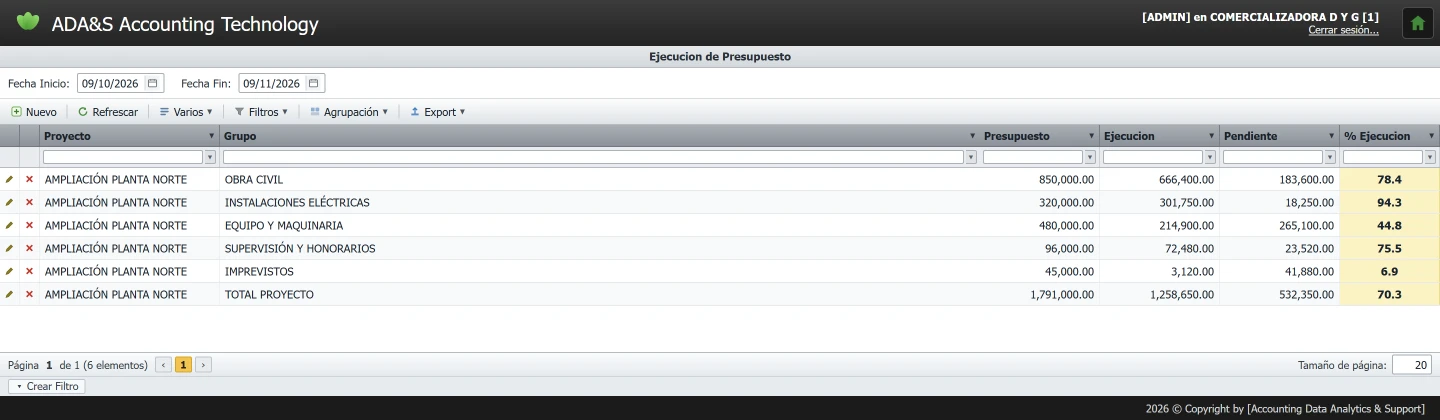 ADA&S Accounting Technology
[ADMIN] en COMERCIALIZADORA D Y G [1]
Cerrar sesión...
Ejecucion de Presupuesto
Fecha Inicio: 09/10/2026 Fecha Fin: 09/11/2026
Nuevo Refrescar Varios Filtros Agrupación Export
Proyecto Grupo Presupuesto Ejecucion Pendiente % Ejecucion
AMPLIACIÓN PLANTA NORTE OBRA CIVIL 850,000.00 666,400.00 183,600.00 78.4
AMPLIACIÓN PLANTA NORTE INSTALACIONES ELÉCTRICAS 320,000.00 301,750.00 18,250.00 94.3
AMPLIACIÓN PLANTA NORTE EQUIPO Y MAQUINARIA 480,000.00 214,900.00 265,100.00 44.8
AMPLIACIÓN PLANTA NORTE SUPERVISIÓN Y HONORARIOS 96,000.00 72,480.00 23,520.00 75.5
AMPLIACIÓN PLANTA NORTE IMPREVISTOS 45,000.00 3,120.00 41,880.00 6.9
AMPLIACIÓN PLANTA NORTE TOTAL PROYECTO 1,791,000.00 1,258,650.00 532,350.00 70.3
Página 1 de 1 (6 elementos) ‹ 1 › Tamaño de página: 20
Crear Filtro
2026 © Copyright by [Accounting Data Analytics & Support]